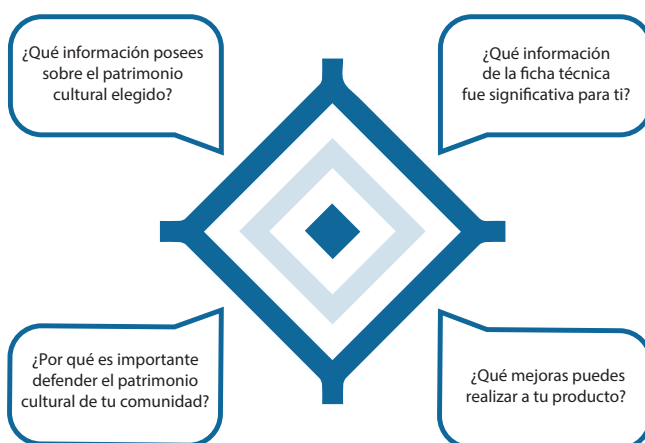 ¿Qué información posees
sobre el patrimonio
cultural elegido?
¿Qué información
de la ficha técnica
fue significativa para ti?
¿Por qué es importante
defender el patrimonio
cultural de tu comunidad?
¿Qué mejoras puedes
realizar a tu producto?